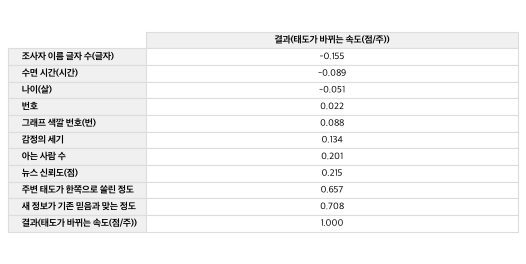 결과(태도가 바뀌는 속도(점/주))
조사자 이름 글자 수(글자) -0.155
수면 시간(시간) -0.089
나이(살) -0.051
번호 0.022
그래프 색깔 번호(번) 0.088
감정의 세기 0.134
아는 사람 수 0.201
뉴스 신뢰도(점) 0.215
주변 태도가 한쪽으로 쏠린 정도 0.657
새 정보가 기존 믿음과 맞는 정도 0.708
결과(태도가 바뀌는 속도(점/주)) 1.000